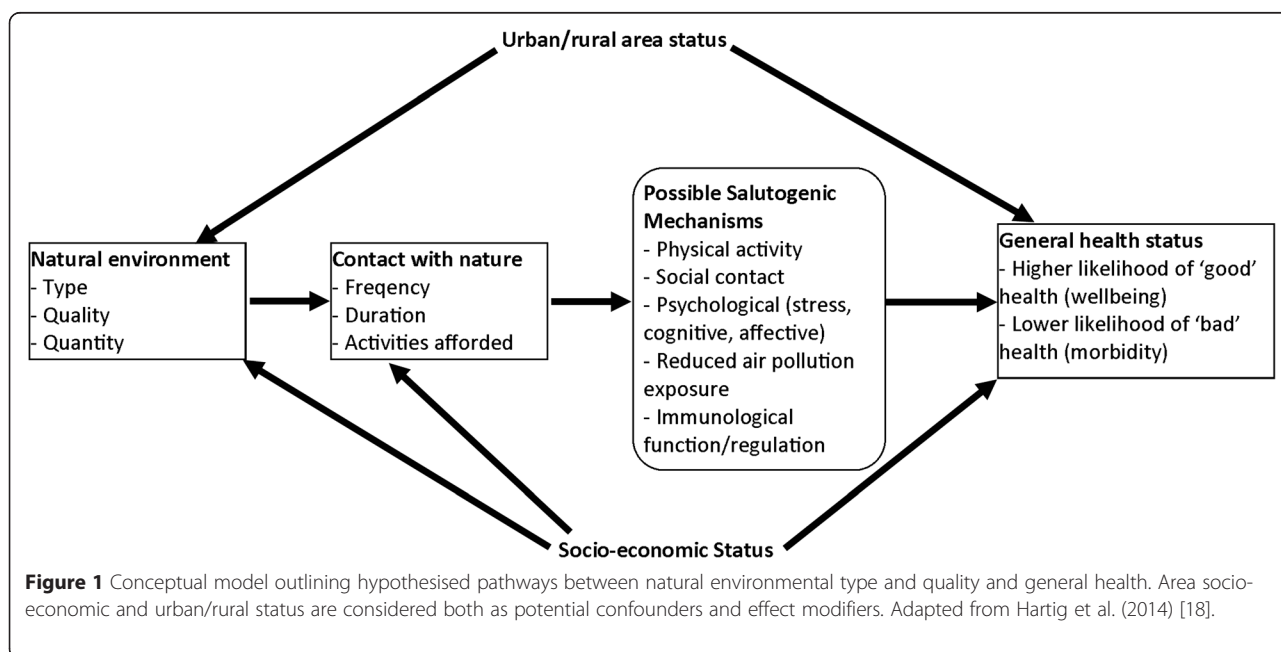 Urban/rural area status
Natural environment
- Type
- Quality
- Quantity
Contact with nature
- Freqency
- Duration
- Activities afforded
Possible Salutogenic
Mechanisms
- Physical activity
- Social contact
- Psychological (stress,
cognitive, affective)
- Reduced air pollution
exposure
- Immunological
function/regulation
General health status
- Higher likelihood of ‘good’
health (wellbeing)
- Lower likelihood of ‘bad’
health (morbidity)
Socio-economic Status
Figure 1 Conceptual model outlining hypothesised pathways between natural environmental type and quality and general health. Area socio-
economic and urban/rural status are considered both as potential confounders and effect modifiers. Adapted from Hartig et al. (2014) [18].